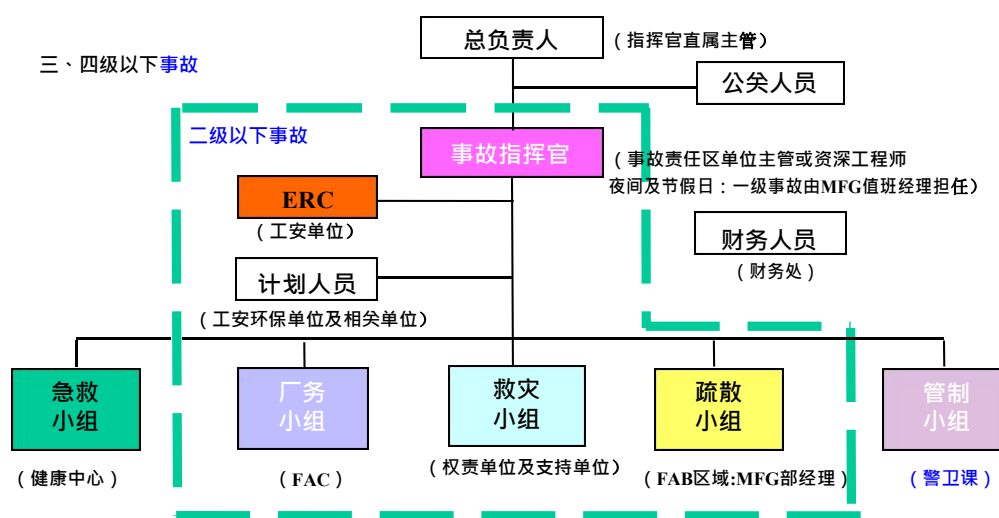 总负责人
（指挥官直属主管）
三、四级以下事故
公关人员
二级以下事故
事故指挥官
（事故责任区单位主管或资深工程师
夜间及节假日：一级事故由MFG值班经理担任）
ERC
（工安单位）
财务人员
（财务处）
计划人员
（工安环保单位及相关单位）
急救
小组
厂务
小组
救灾
小组
疏散
小组
管制
小组
（健康中心）
（FAC）
（权责单位及支持单位）
（FAB区域:MFG部经理）
（警卫课）